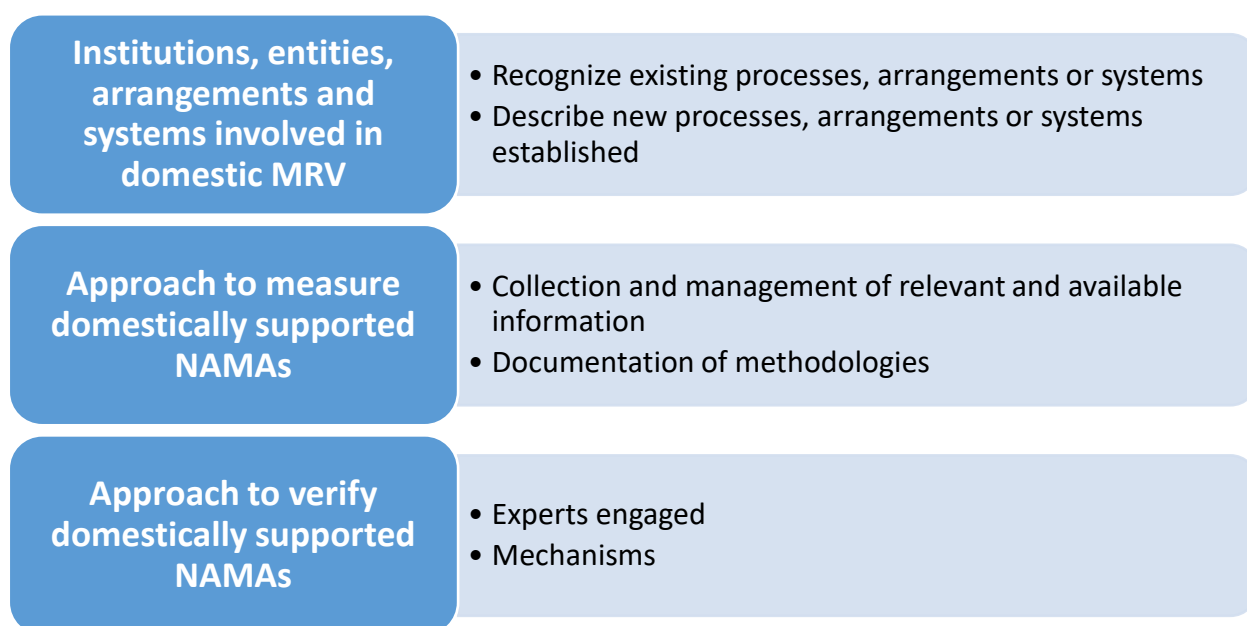 Institutions, entities,
arrangements and
systems involved in
domestic MRV
• Recognize existing processes, arrangements or systems
• Describe new processes, arrangements or systems
established
Approach to measure
domestically supported
NAMAs
• Collection and management of relevant and available
information
• Documentation of methodologies
Approach to verify
domestically supported
NAMAs
• Experts engaged
• Mechanisms